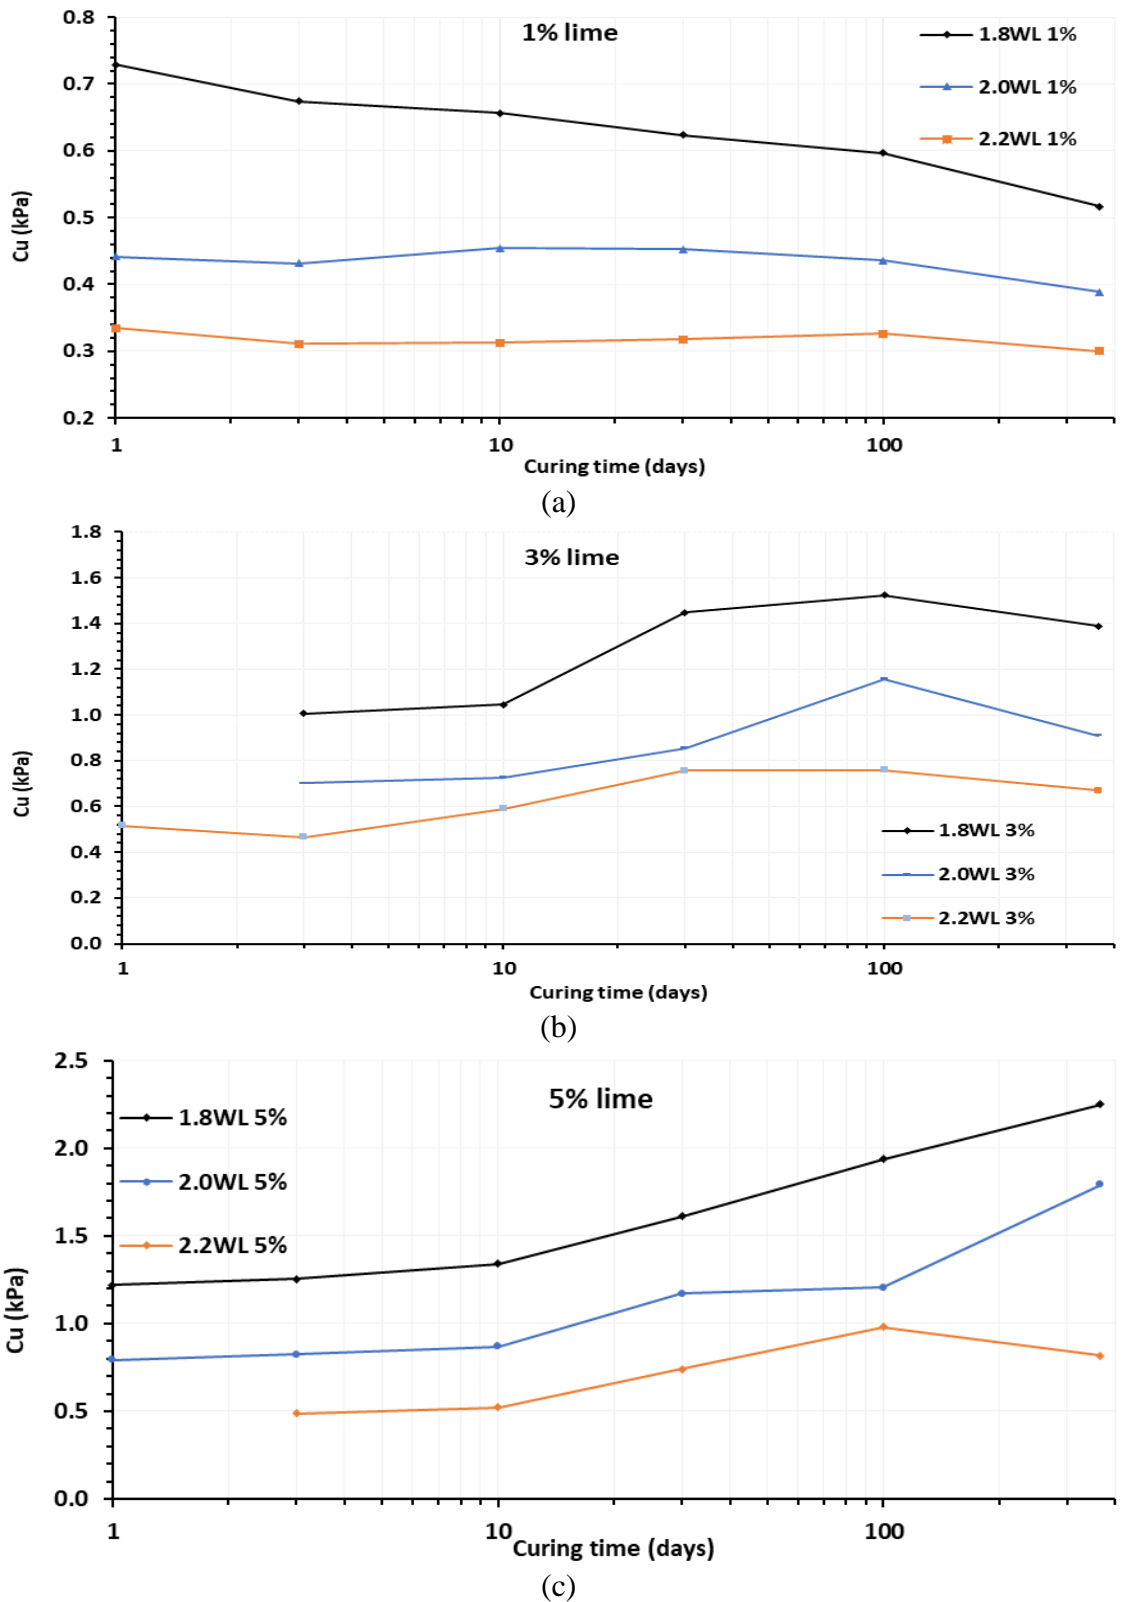 0.8
1% lime
1.8WL 1%
0.7
2.0WL 1%
2.2WL 1%
0.6
Cu (kPa)
0.5
0.4
0.3
0.2
1 10 100
Curing time (days)
(a)
1.8
3% lime
1.6
1.4
1.2
1.0
Cu (kPa)
0.8
0.6
1.8WL 3%
0.4
2.0WL 3%
0.2
2.2WL 3%
0.0
1 10 100
Curing time (days)
(b)
2.5
5% lime
1.8WL 5%
2.0
2.0WL 5%
1.5
2.2WL 5%
Cu (kPa)
1.0
0.5
0.0
1 10 100
Curing time (days)
(c)